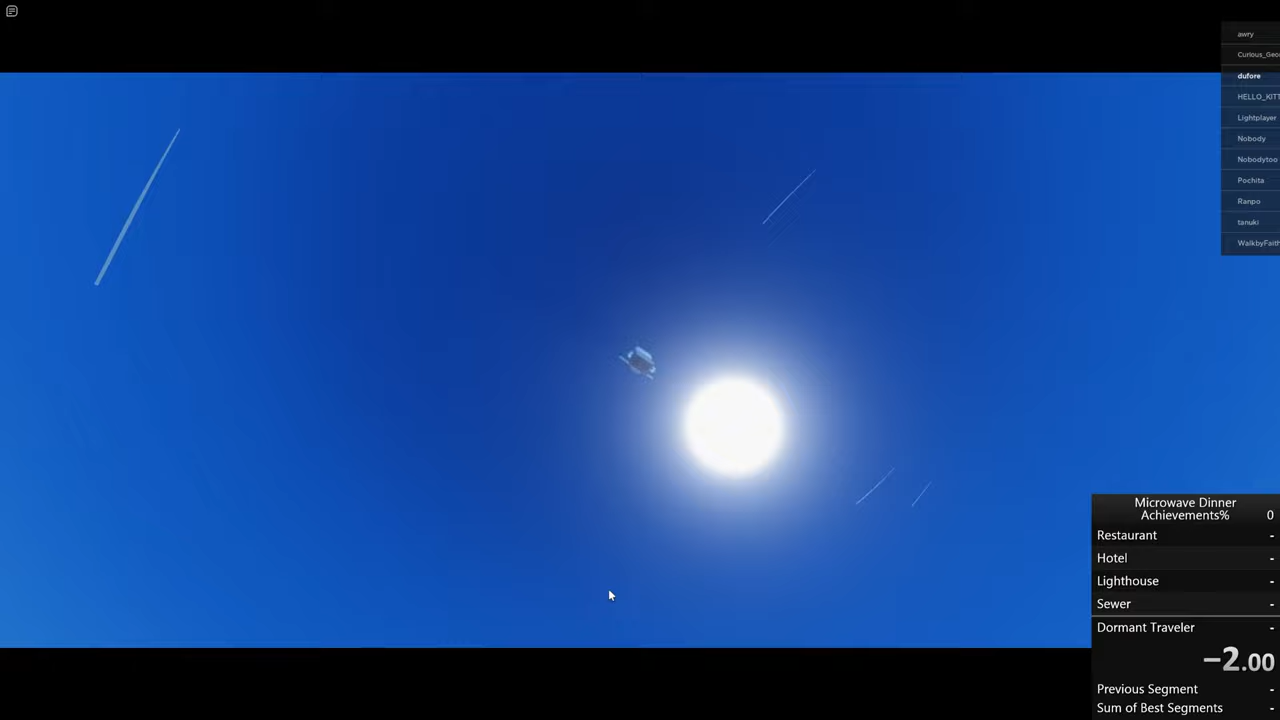 awry
Curious_Geo
dufore
HELLO_KITT
Lightplayer
Nobody
Nobodytoo
Pochita
Ranpo
tanuki
WalkbyFaith
Microwave Dinner
Achievements% 0
Restaurant -
Hotel -
Lighthouse -
Sewer -
Dormant Traveler -
−2.00
Previous Segment -
Sum of Best Segments -